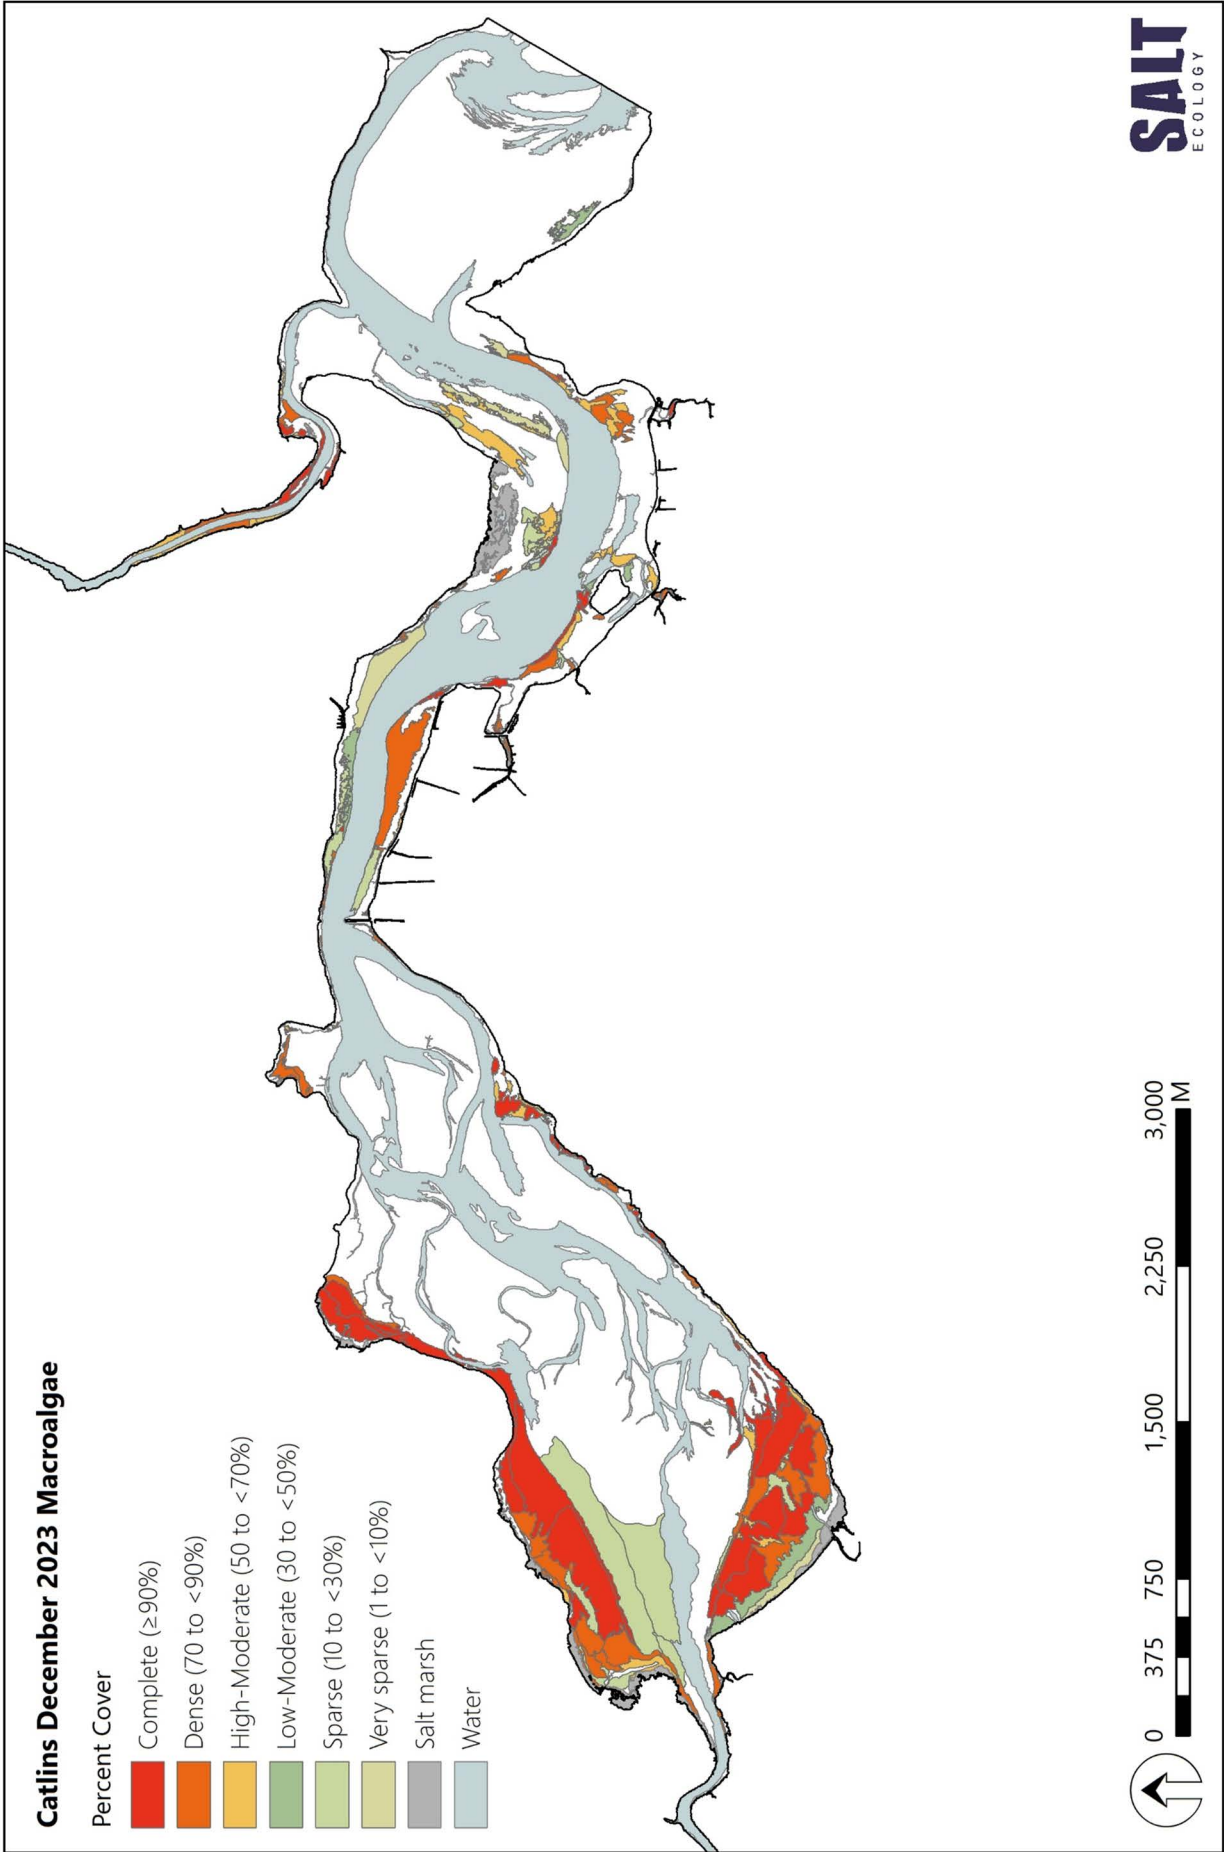 Catlins December 2023 Macroalgae
Percent Cover
Complete (≥90%)
Dense (70 to <90%)
High-Moderate (50 to <70%)
Low-Moderate (30 to <50%)
Sparse (10 to <30%)
Very sparse (1 to <10%)
Salt marsh
Water
0 375 750 1,500 2,250 3,000
M
SALT
ECOLOGY